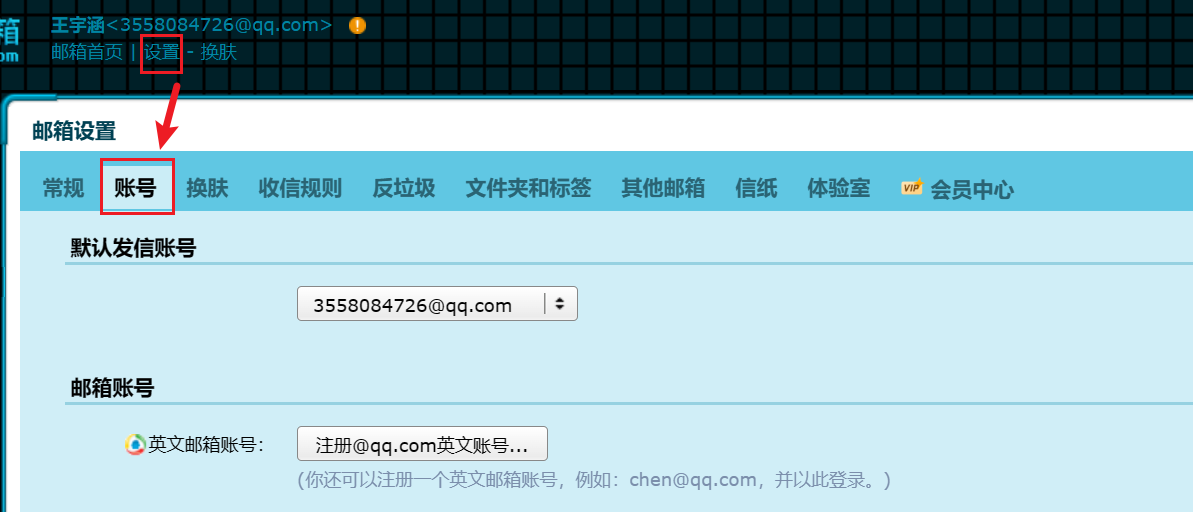 箱 王宇涵<3558084726@qq.com> !
om 邮箱首页 | 设置 - 换肤
邮箱设置
常规 账号 换肤 收信规则 反垃圾 文件夹和标签 其他邮箱 信纸 体验室 VIP 会员中心
默认发信账号
3558084726@qq.com
邮箱账号
英文邮箱账号： 注册@qq.com英文账号...
(你还可以注册一个英文邮箱账号，例如：chen@qq.com，并以此登录。)